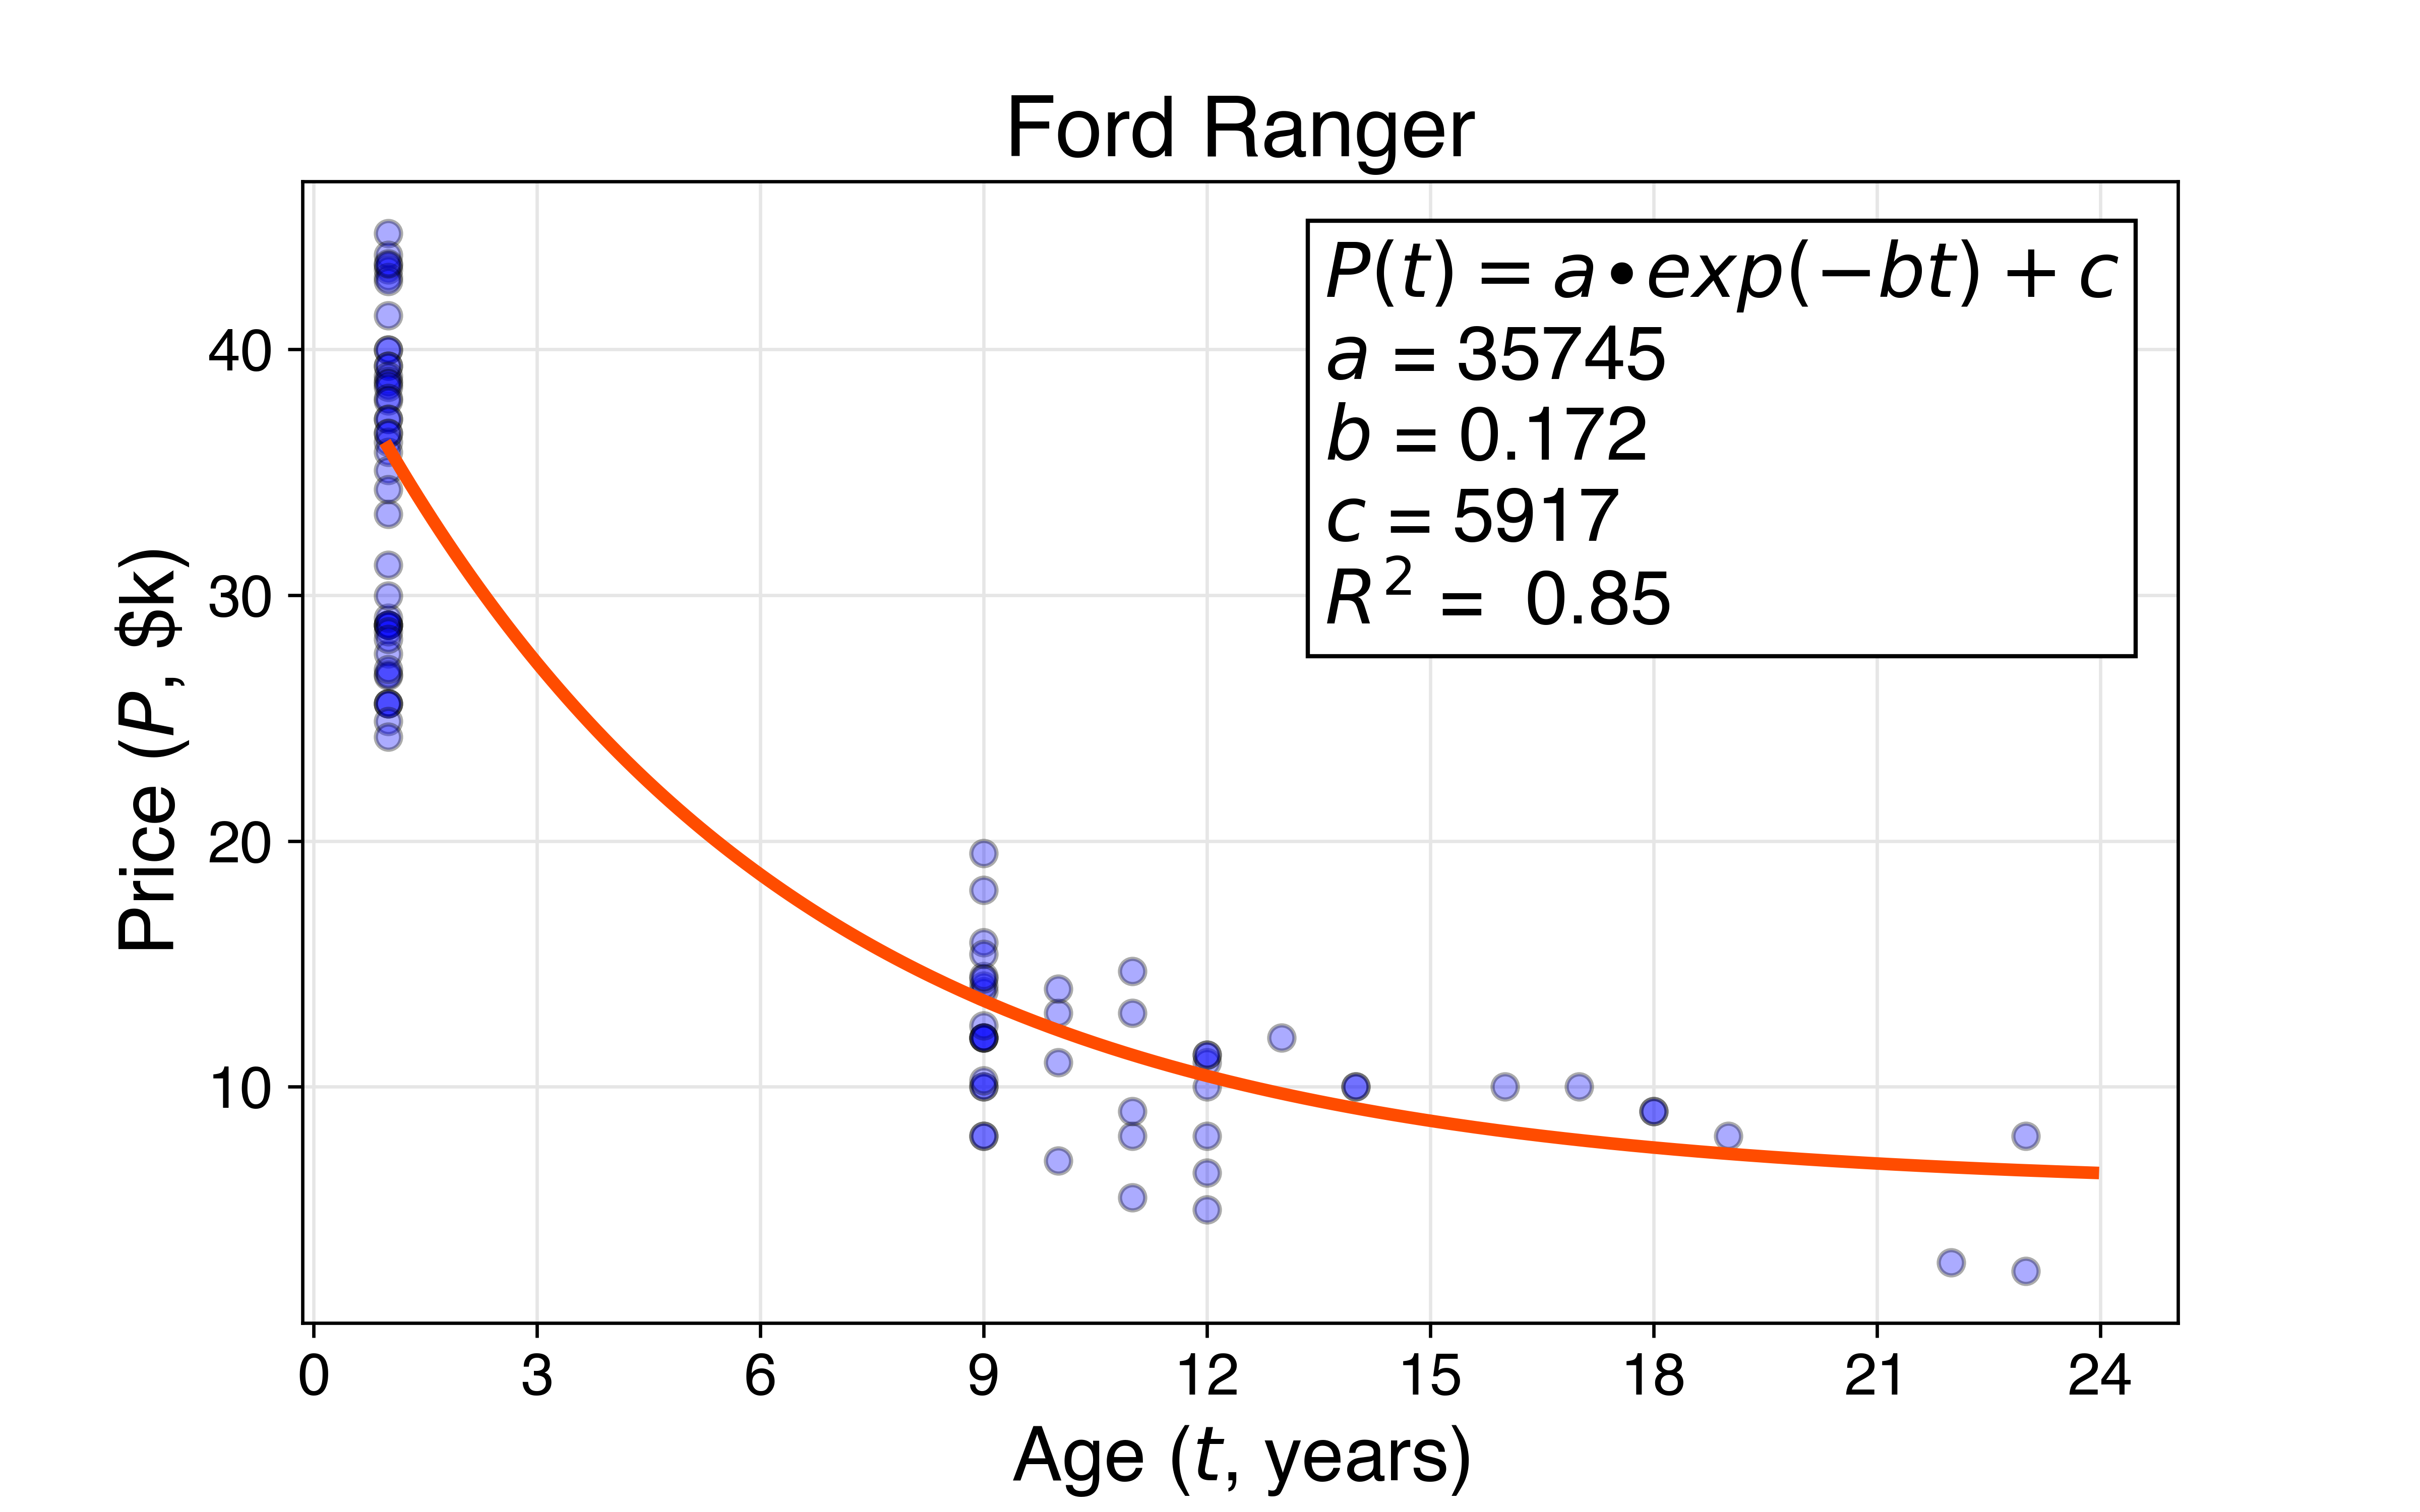 Ford Ranger
P(t) = a•exp(−bt) + c
a = 35745
b = 0.172
c = 5917
R² = 0.85
Price (P, $k)
40
30
20
10
0 3 6 9 12 15 18 21 24
Age (t, years)